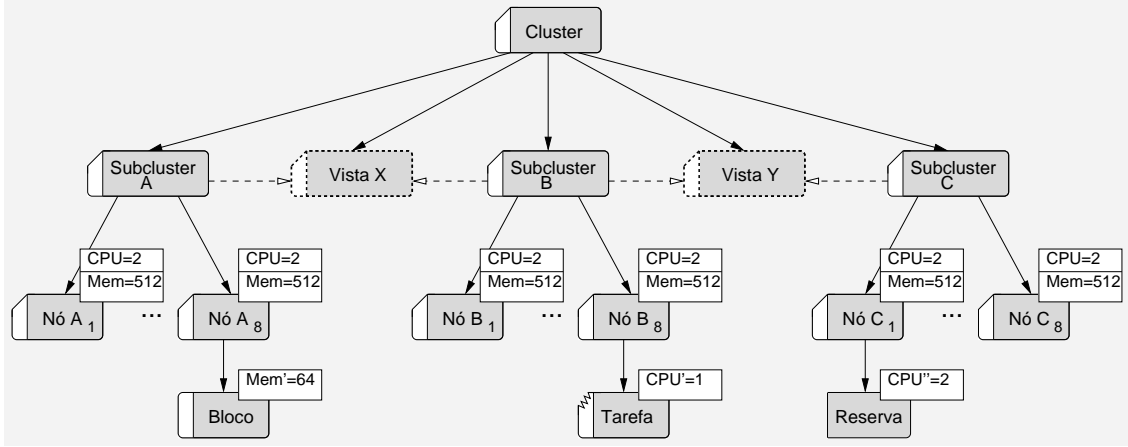 Cluster
Subcluster
A
Vista X
Subcluster
B
Vista Y
Subcluster
C
CPU=2
Mem=512
Nó A 1
...
CPU=2
Mem=512
Nó A 8
CPU=2
Mem=512
Nó B 1
...
CPU=2
Mem=512
Nó B 8
CPU=2
Mem=512
Nó C 1
...
CPU=2
Mem=512
Nó C 8
Mem'=64
Bloco
CPU'=1
Tarefa
CPU''=2
Reserva